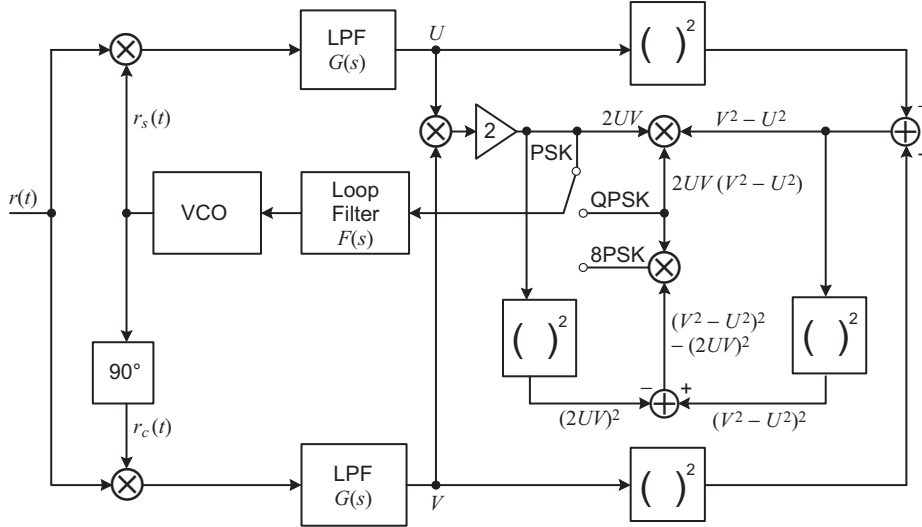 LPF
G(s)
U
( )²
−
r_s(t)
2
2UV
V² − U²
+
PSK
r(t)
VCO
Loop
Filter
F(s)
QPSK
2UV (V² − U²)
8PSK
90°
( )²
(V² − U²)²
− (2UV)²
( )²
− +
r_c(t)
(2UV)²
(V² − U²)²
LPF
G(s)
V
( )²